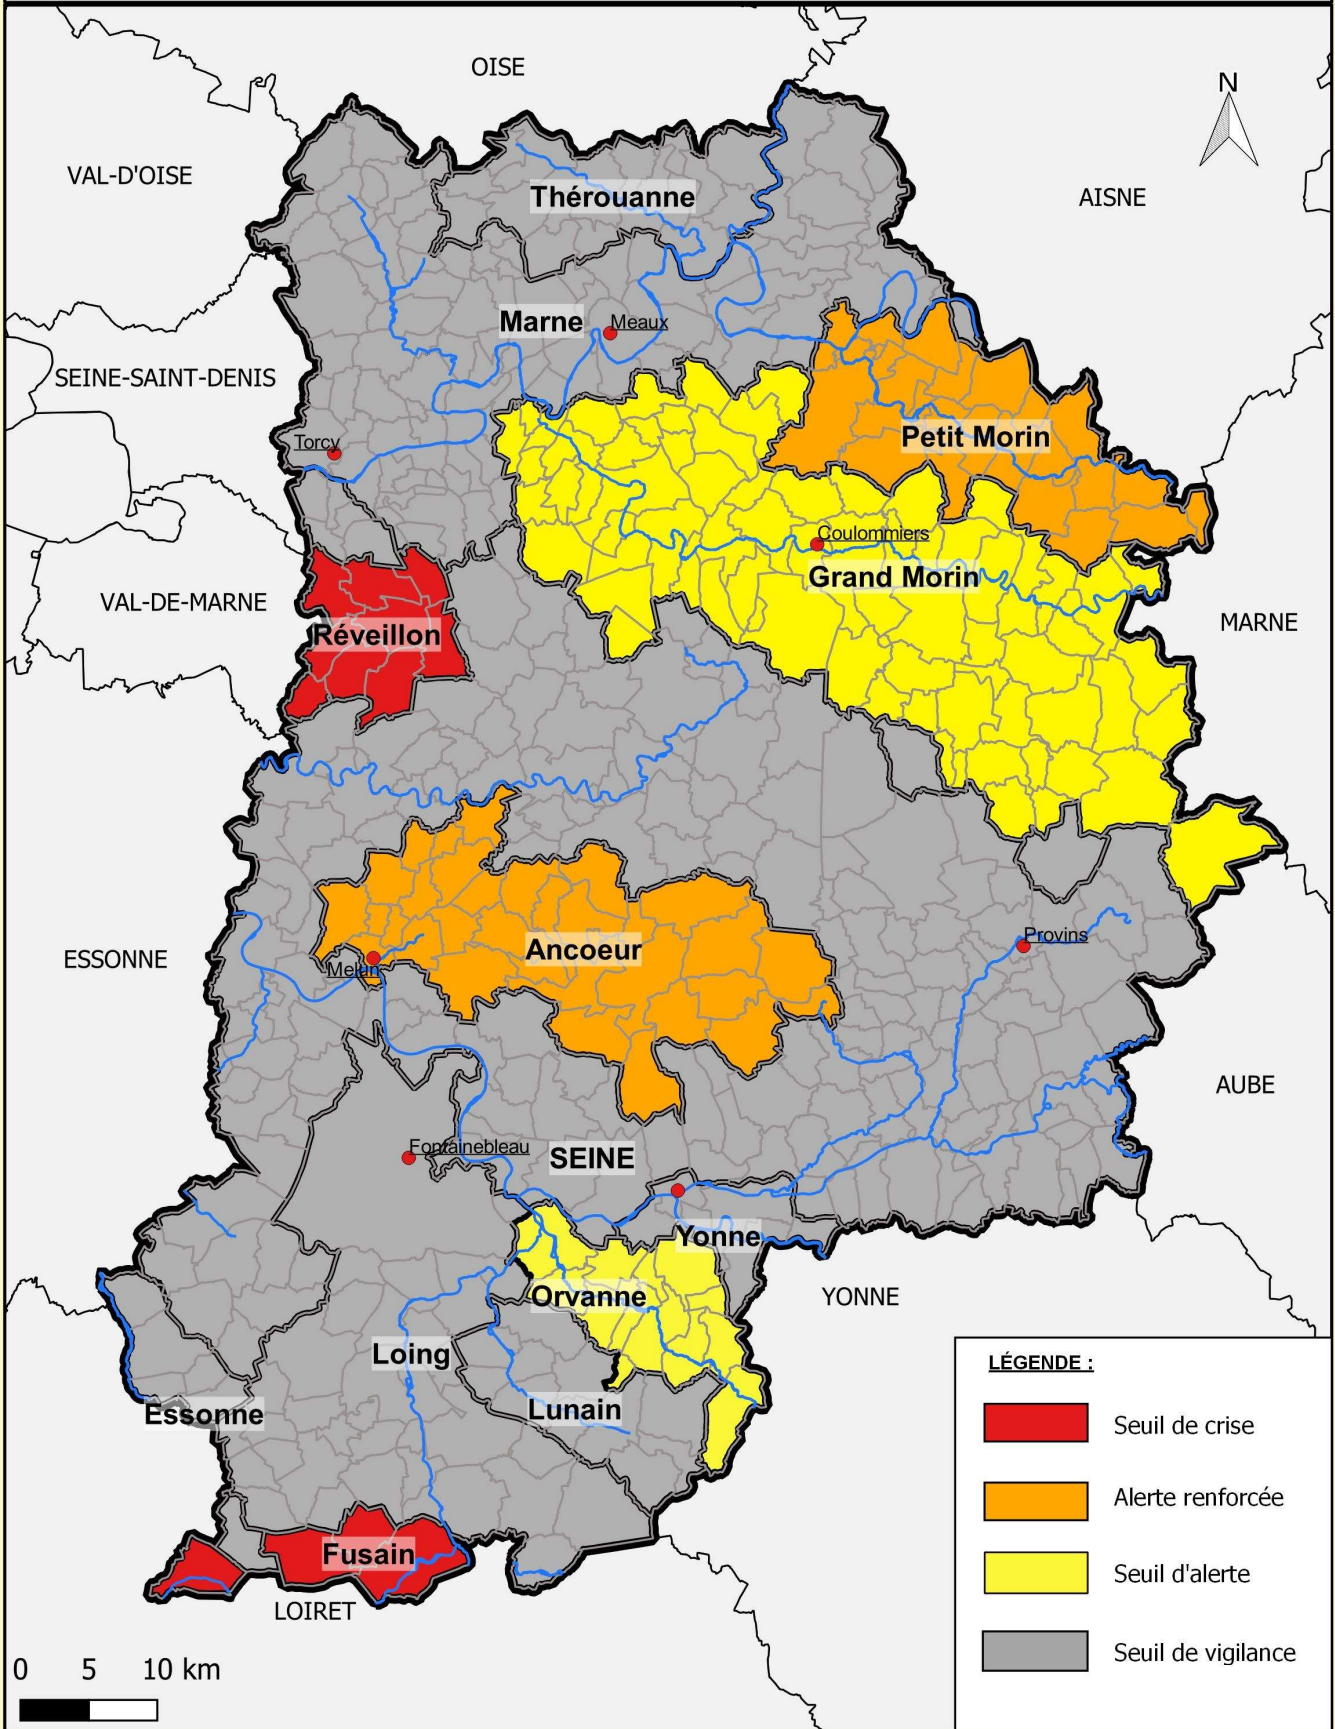 OISE
N
VAL-D'OISE
AISNE
Thérouanne
Marne
Meaux
SEINE-SAINT-DENIS
Petit Morin
Torcy
Coulommiers
Grand Morin
VAL-DE-MARNE
MARNE
Réveillon
Provins
Ancoeur
ESSONNE
Melun
AUBE
Fontainebleau
SEINE
Yonne
Orvanne
YONNE
Loing
LÉGENDE :
Lunain
Essonne
Seuil de crise
Alerte renforcée
Fusain
Seuil d'alerte
LOIRET
Seuil de vigilance
0 5 10 km